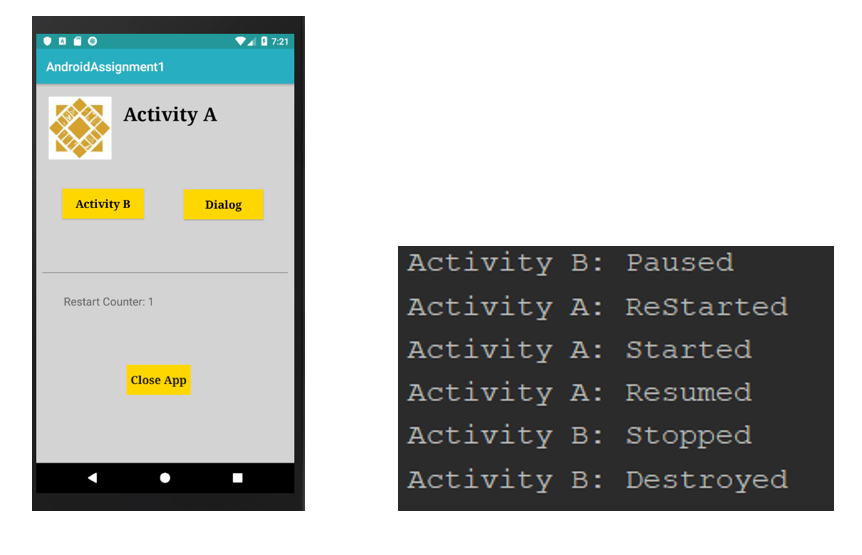 7:21
AndroidAssignment1
Activity A
Activity B
Dialog
Restart Counter: 1
Close App
Activity B: Paused
Activity A: ReStarted
Activity A: Started
Activity A: Resumed
Activity B: Stopped
Activity B: Destroyed